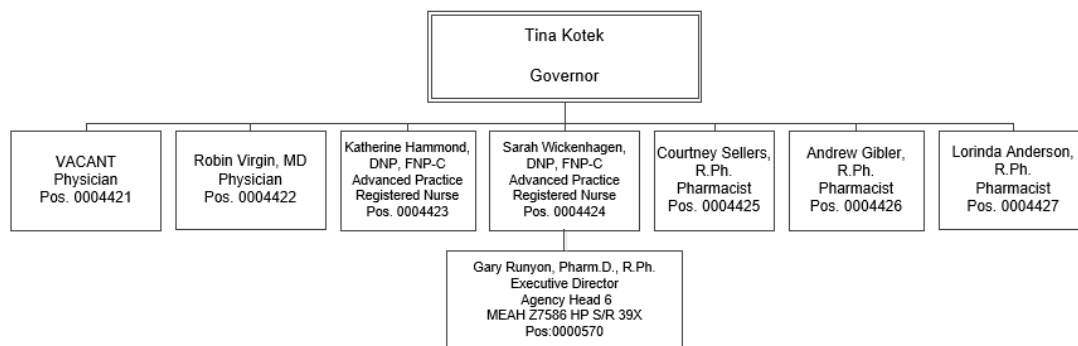 Tina Kotek
Governor
VACANT
Physician
Pos. 0004421
Robin Virgin, MD
Physician
Pos. 0004422
Katherine Hammond,
DNP, FNP-C
Advanced Practice
Registered Nurse
Pos. 0004423
Sarah Wickenhagen,
DNP, FNP-C
Advanced Practice
Registered Nurse
Pos. 0004424
Courtney Sellers,
R.Ph.
Pharmacist
Pos. 0004425
Andrew Gibler,
R.Ph.
Pharmacist
Pos. 0004426
Lorinda Anderson,
R.Ph.
Pharmacist
Pos. 0004427
Gary Runyon, Pharm.D., R.Ph.
Executive Director
Agency Head 6
MEAH Z7586 HP S/R 39X
Pos:0000570